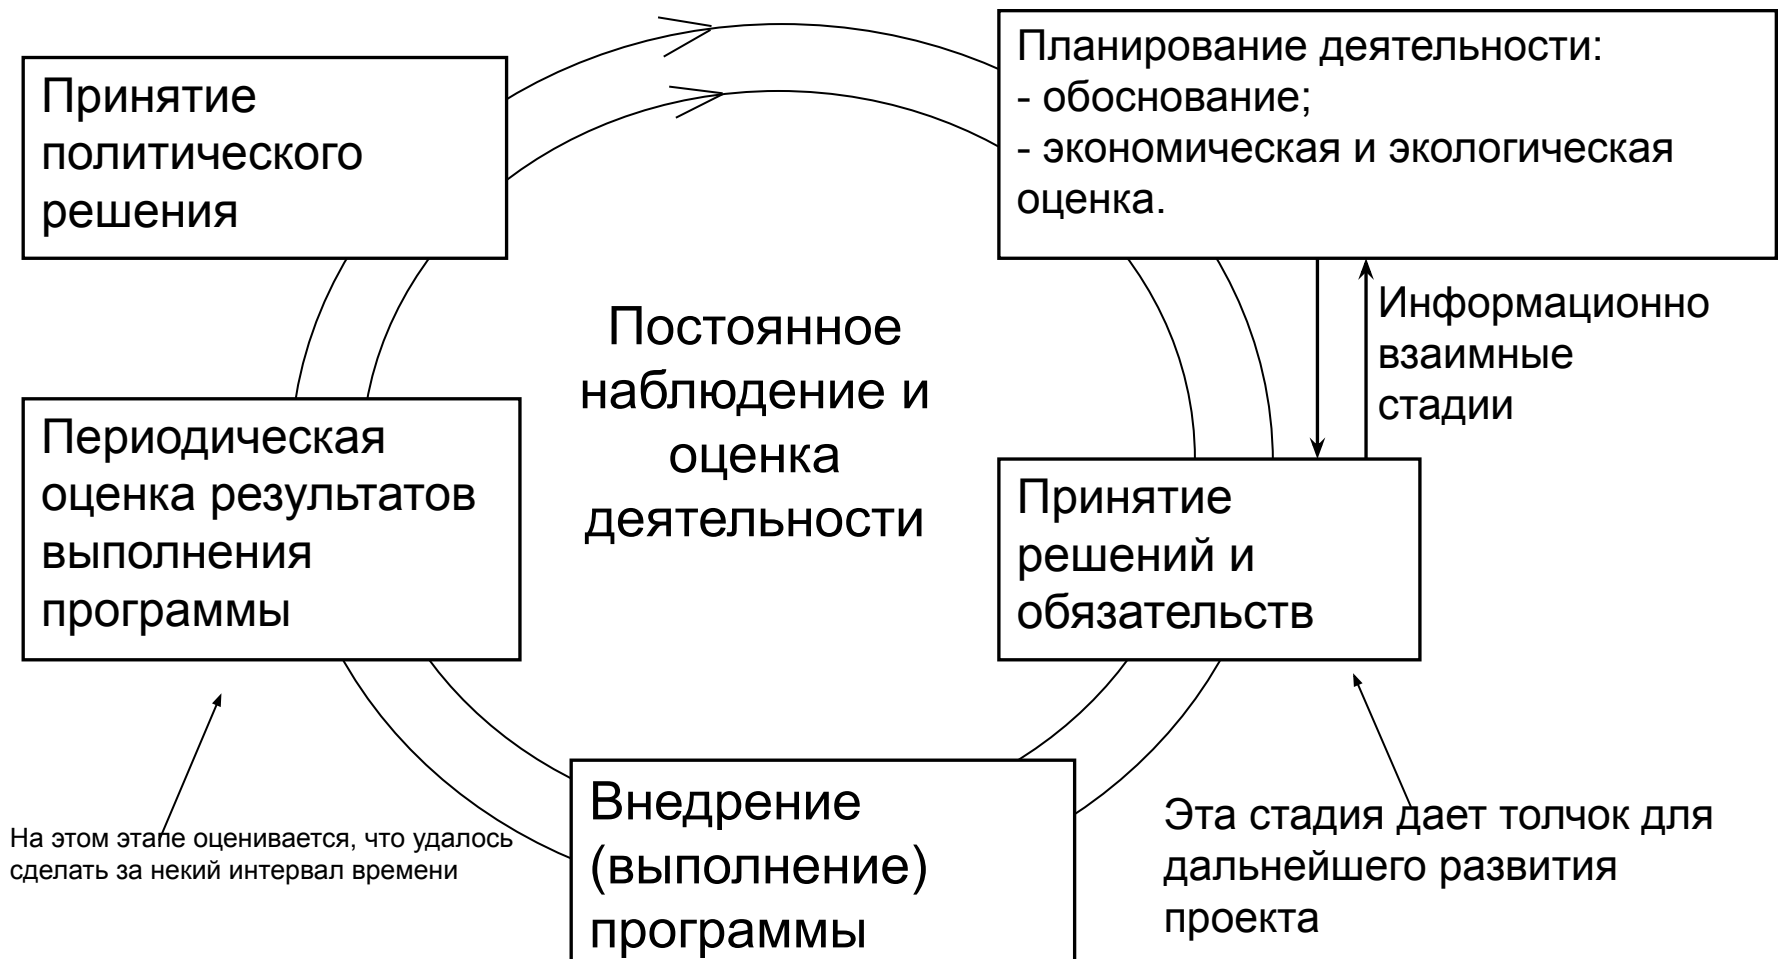 Принятие
политического
решения
Планирование деятельности:
- обоснование;
- экономическая и экологическая
оценка.
Информационно
взаимные
стадии
Постоянное
наблюдение и
оценка
деятельности
Периодическая
оценка результатов
выполнения
программы
Принятие
решений и
обязательств
На этом этапе оценивается, что удалось
сделать за некий интервал времени
Внедрение
(выполнение)
программы
Эта стадия дает толчок для
дальнейшего развития
проекта